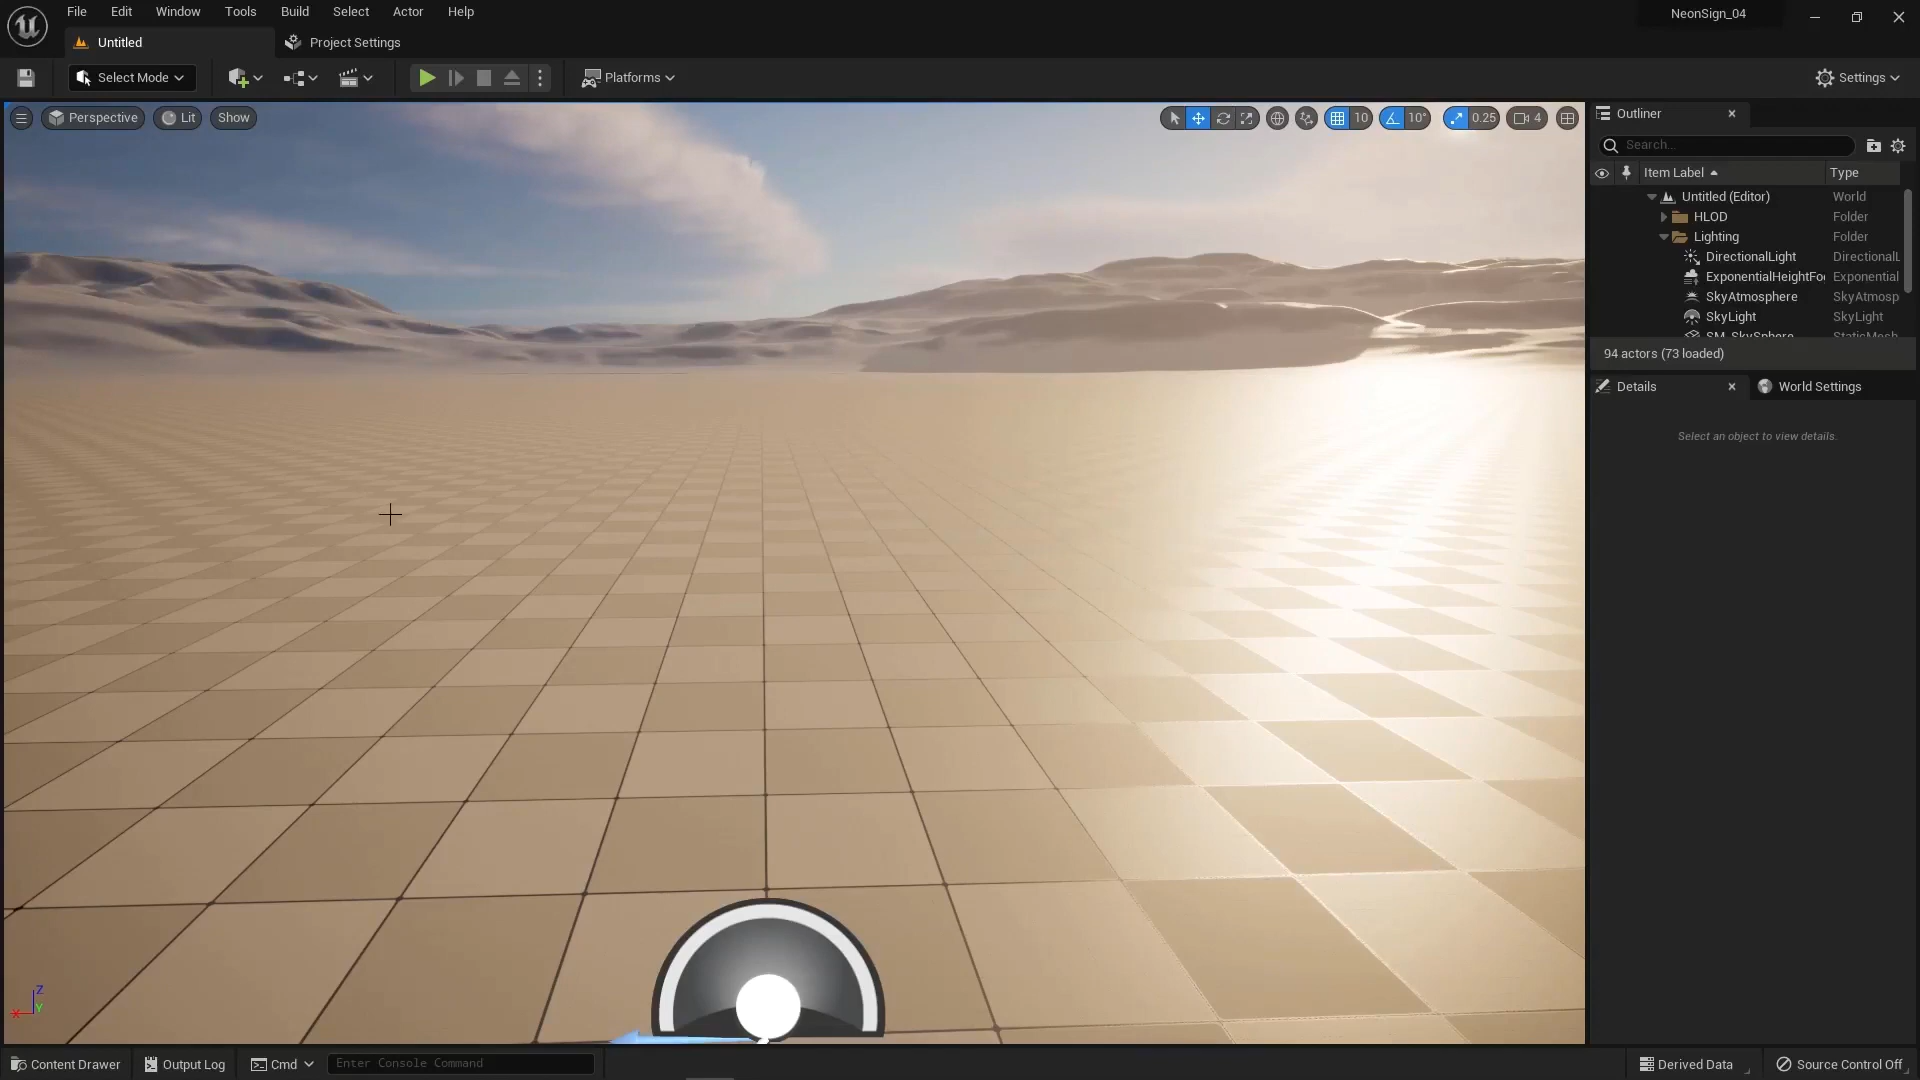 File Edit Window Tools Build Select Actor Help
NeonSign_04
Untitled
Project Settings
Select Mode
Platforms
Settings
Perspective
Lit
Show
10
10°
0.25
4
Outliner
Search...
Item Label
Type
Untitled (Editor) World
HLOD Folder
Lighting Folder
DirectionalLight DirectionalL
ExponentialHeightFo Exponential
SkyAtmosphere SkyAtmosp
SkyLight SkyLight
SM_SkySphere StaticMesh
94 actors (73 loaded)
Details
World Settings
Select an object to view details.
Z
Y
X
Content Drawer
Output Log
Cmd
Enter Console Command
Derived Data
Source Control Off